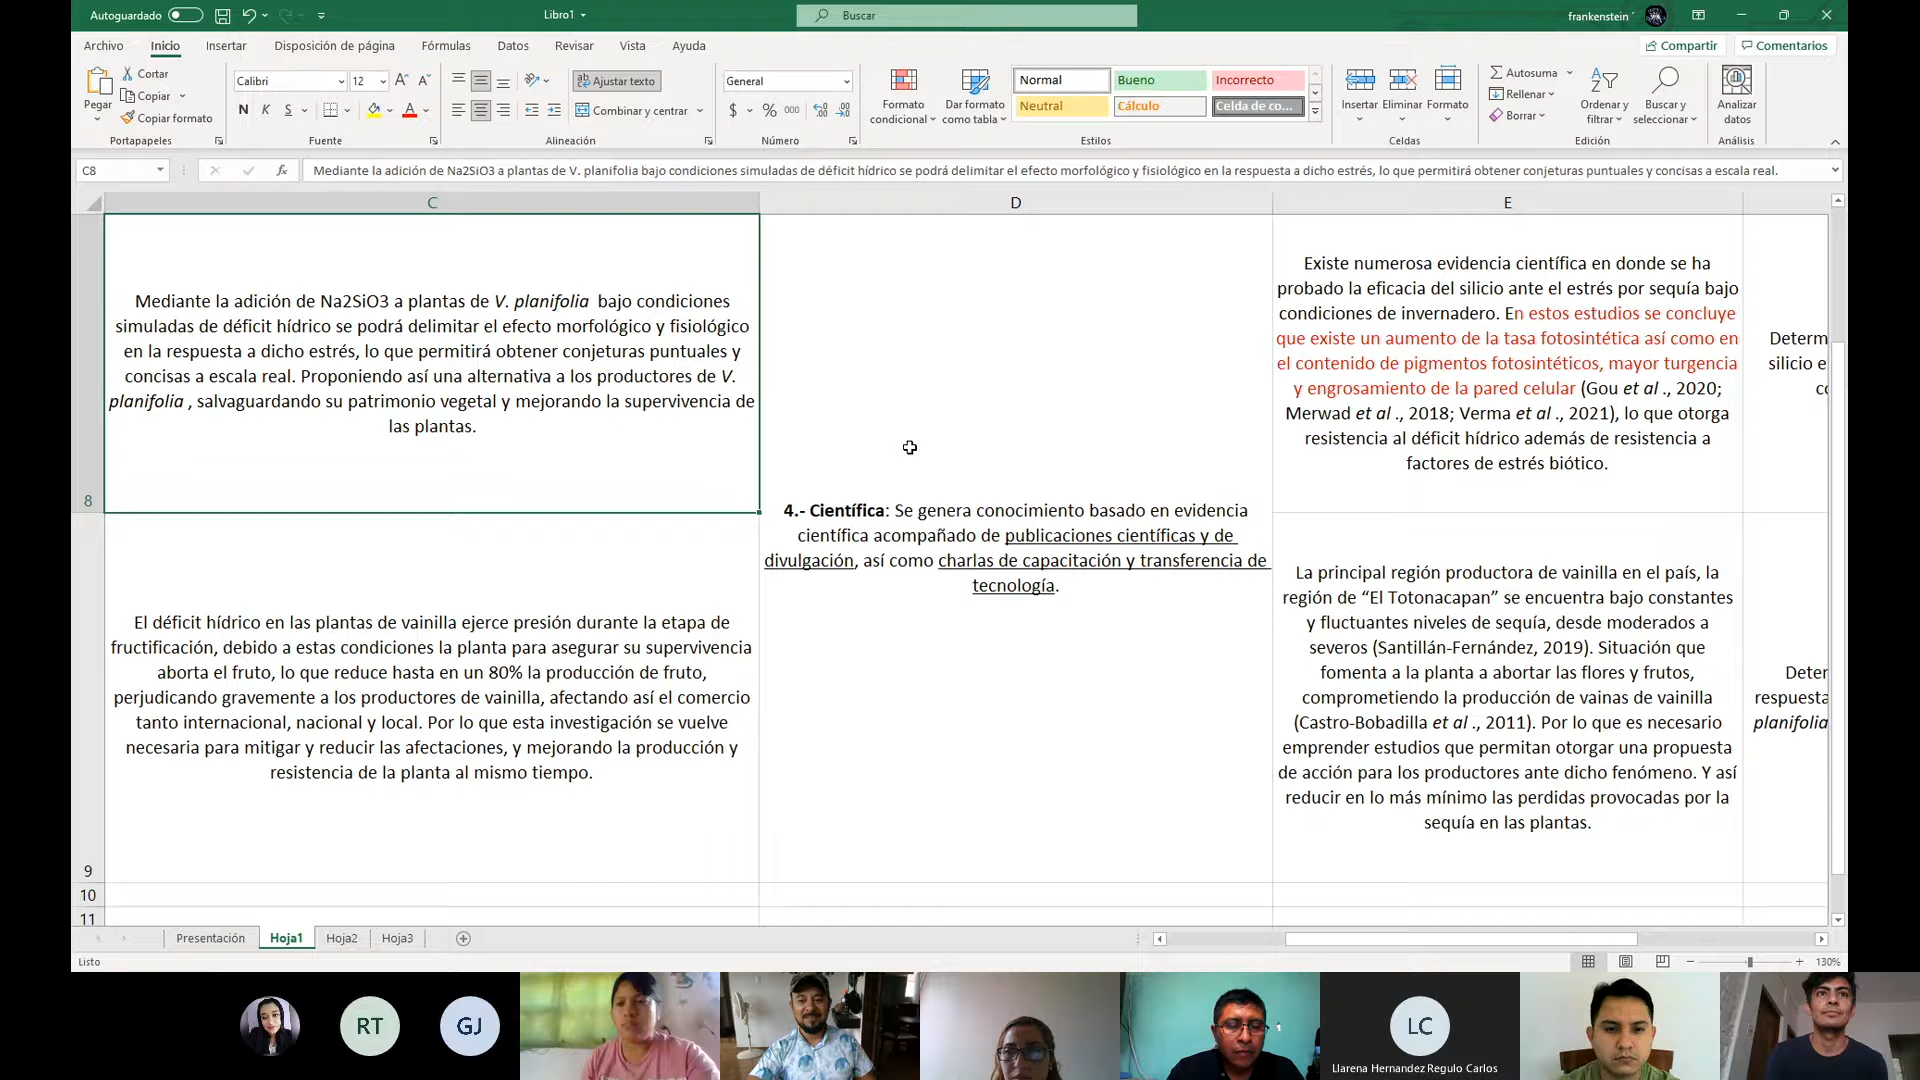 Autoguardado
Libro1
Buscar
frankenstein
Archivo Inicio Insertar Disposición de página Fórmulas Datos Revisar Vista Ayuda
Compartir Comentarios
Pegar
Cortar
Copiar
Copiar formato
Portapapeles
Calibri 12
N K S
Fuente
Ajustar texto
Combinar y centrar
Alineación
General
$ % 000
Número
Formato condicional
Dar formato como tabla
Normal Bueno Incorrecto
Neutral Cálculo Celda de co...
Estilos
Insertar Eliminar Formato
Celdas
Autosuma
Rellenar
Borrar
Ordenar y filtrar
Buscar y seleccionar
Edición
Analizar datos
Análisis
C8
fx
Mediante la adición de Na2SiO3 a plantas de V. planifolia bajo condiciones simuladas de déficit hídrico se podrá delimitar el efecto morfológico y fisiológico en la respuesta a dicho estrés, lo que permitirá obtener conjeturas puntuales y concisas a escala real.
C D E
Mediante la adición de Na2SiO3 a plantas de V. planifolia bajo condiciones
simuladas de déficit hídrico se podrá delimitar el efecto morfológico y fisiológico
en la respuesta a dicho estrés, lo que permitirá obtener conjeturas puntuales y
concisas a escala real. Proponiendo así una alternativa a los productores de V.
planifolia , salvaguardando su patrimonio vegetal y mejorando la supervivencia de
las plantas.
8
El déficit hídrico en las plantas de vainilla ejerce presión durante la etapa de
fructificación, debido a estas condiciones la planta para asegurar su supervivencia
aborta el fruto, lo que reduce hasta en un 80% la producción de fruto,
perjudicando gravemente a los productores de vainilla, afectando así el comercio
tanto internacional, nacional y local. Por lo que esta investigación se vuelve
necesaria para mitigar y reducir las afectaciones, y mejorando la producción y
resistencia de la planta al mismo tiempo.
9
10
11
4.- Científica: Se genera conocimiento basado en evidencia
científica acompañado de publicaciones científicas y de
divulgación, así como charlas de capacitación y transferencia de
tecnología.
Existe numerosa evidencia científica en donde se ha
probado la eficacia del silicio ante el estrés por sequía bajo
condiciones de invernadero. En estos estudios se concluye
que existe un aumento de la tasa fotosintética así como en
el contenido de pigmentos fotosintéticos, mayor turgencia
y engrosamiento de la pared celular (Gou et al ., 2020;
Merwad et al ., 2018; Verma et al ., 2021), lo que otorga
resistencia al déficit hídrico además de resistencia a
factores de estrés biótico.
La principal región productora de vainilla en el país, la
región de “El Totonacapan” se encuentra bajo constantes
y fluctuantes niveles de sequía, desde moderados a
severos (Santillán-Fernández, 2019). Situación que
fomenta a la planta a abortar las flores y frutos,
comprometiendo la producción de vainas de vainilla
(Castro-Bobadilla et al ., 2011). Por lo que es necesario
emprender estudios que permitan otorgar una propuesta
de acción para los productores ante dicho fenómeno. Y así
reducir en lo más mínimo las perdidas provocadas por la
sequía en las plantas.
Determ
silicio e
Deter
respuesta
planifolia
Presentación Hoja1 Hoja2 Hoja3
Listo
130%
RT
GJ
LC
Llarena Hernandez Regulo Carlos